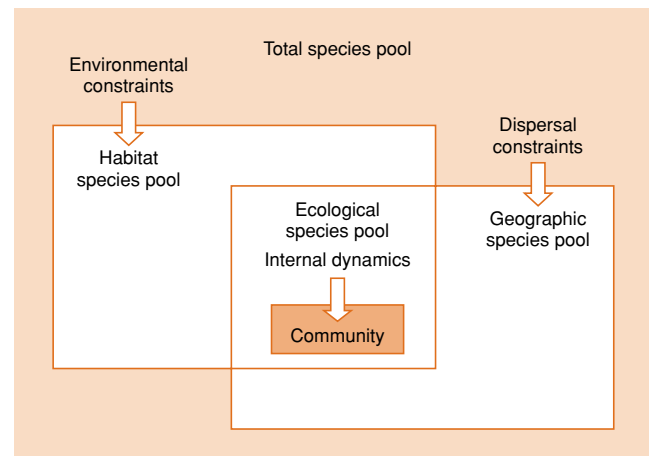 Total species pool
Environmental
constraints
Dispersal
constraints
Habitat
species pool
Ecological
species pool
Geographic
species pool
Internal dynamics
Community